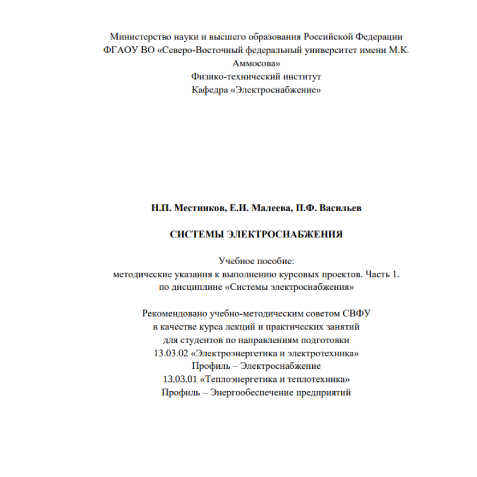 Министерство науки и высшего образования Российской Федерации
ФГАОУ ВО «Северо-Восточный федеральный университет имени М.К.
Аммосова»
Физико-технический институт
Кафедра «Электроснабжение»
Н.П. Местников, Е.И. Малеева, П.Ф. Васильев
СИСТЕМЫ ЭЛЕКТРОСНАБЖЕНИЯ
Учебное пособие:
методические указания к выполнению курсовых проектов. Часть 1.
по дисциплине «Системы электроснабжения»
Рекомендовано учебно-методическим советом СВФУ
в качестве курса лекций и практических занятий
для студентов по направлениям подготовки
13.03.02 «Электроэнергетика и электротехника»
Профиль – Электроснабжение
13.03.01 «Теплоэнергетика и теплотехника»
Профиль – Энергообеспечение предприятий